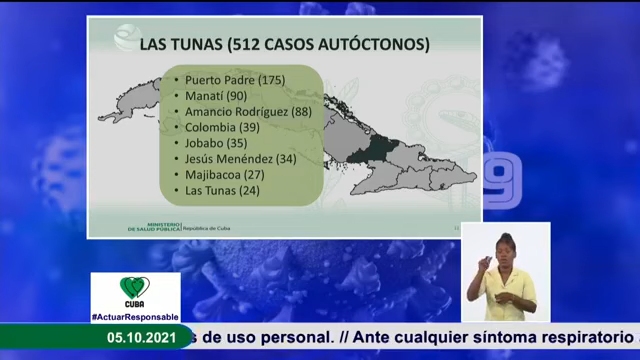 LAS TUNAS (512 CASOS AUTÓCTONOS)
• Puerto Padre (175)
• Manatí (90)
• Amancio Rodríguez (88)
• Colombia (39)
• Jobabo (35)
• Jesús Menéndez (34)
• Majibacoa (27)
• Las Tunas (24)
MINISTERIO
DE SALUD PÚBLICA
República de Cuba
9
CUBA
#ActuarResponsable
05.10.2021
s de uso personal. // Ante cualquier síntoma respiratorio